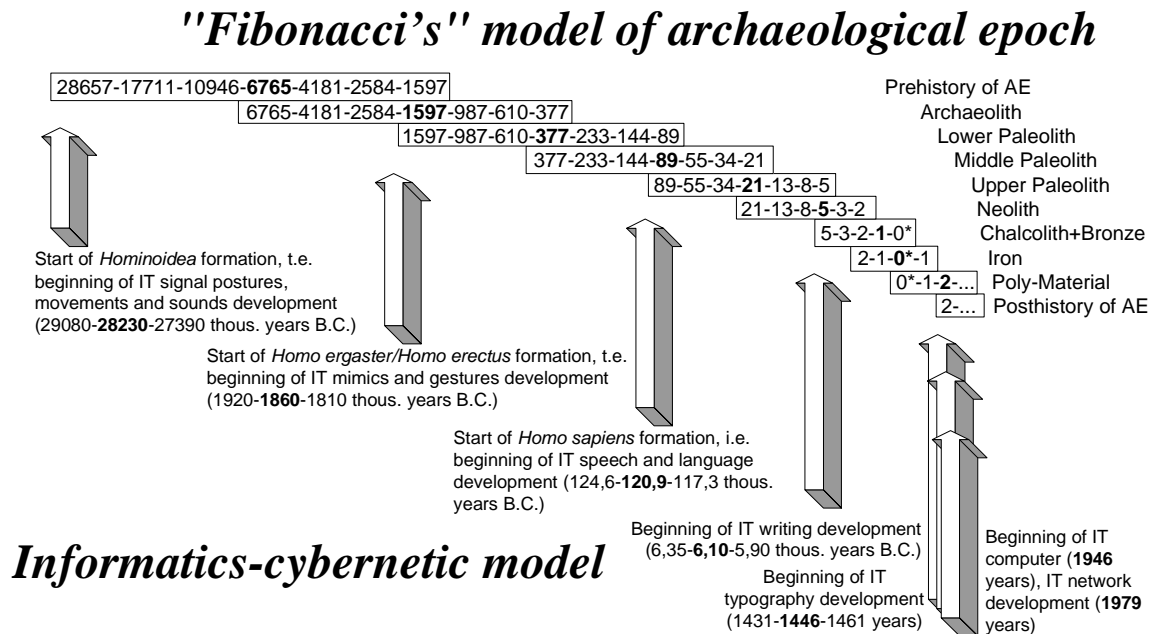 "Fibonacci's" model of archaeological epoch
28657-17711-10946-6765-4181-2584-1597
Prehistory of AE
6765-4181-2584-1597-987-610-377
Archaeolith
1597-987-610-377-233-144-89
Lower Paleolith
377-233-144-89-55-34-21
Middle Paleolith
89-55-34-21-13-8-5
Upper Paleolith
21-13-8-5-3-2
Neolith
5-3-2-1-0*
Chalcolith+Bronze
2-1-0*-1
Iron
0*-1-2-...
Poly-Material
2-...
Posthistory of AE
Start of Hominoidea formation, t.e.
beginning of IT signal postures,
movements and sounds development
(29080-28230-27390 thous. years B.C.)
Start of Homo ergaster/Homo erectus formation, t.e.
beginning of IT mimics and gestures development
(1920-1860-1810 thous. years B.C.)
Start of Homo sapiens formation, i.e.
beginning of IT speech and language
development (124,6-120,9-117,3 thous.
years B.C.)
Beginning of IT writing development
(6,35-6,10-5,90 thous. years B.C.)
Beginning of IT
typography development
(1431-1446-1461 years)
Beginning of IT
computer (1946
years), IT network
development (1979
years)
Informatics-cybernetic model